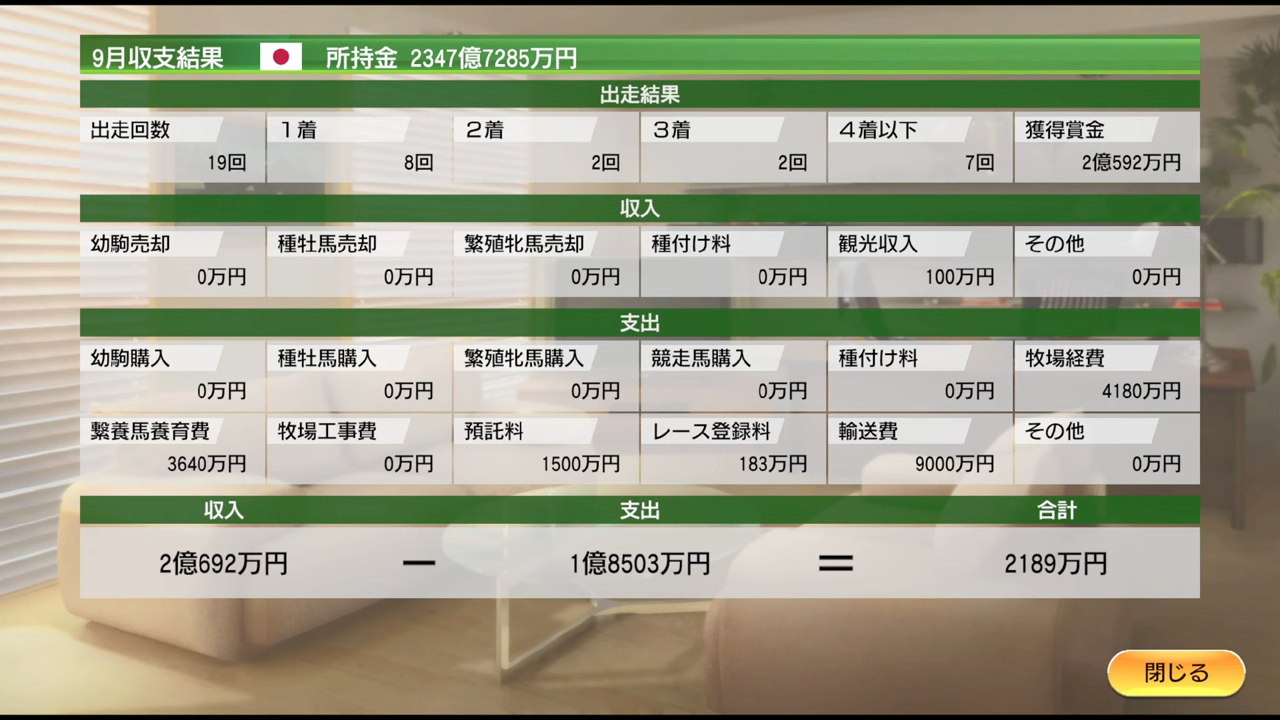 9月収支結果 所持金 2347億7285万円
出走結果
出走回数 １着 ２着 ３着 ４着以下 獲得賞金
19回 8回 2回 2回 7回 2億592万円
収入
幼駒売却 種牡馬売却 繁殖牝馬売却 種付け料 観光収入 その他
0万円 0万円 0万円 0万円 100万円 0万円
支出
幼駒購入 種牡馬購入 繁殖牝馬購入 競走馬購入 種付け料 牧場経費
0万円 0万円 0万円 0万円 0万円 4180万円
繋養馬養育費 牧場工事費 預託料 レース登録料 輸送費 その他
3640万円 0万円 1500万円 183万円 9000万円 0万円
収入 支出 合計
2億692万円 － 1億8503万円 ＝ 2189万円
閉じる